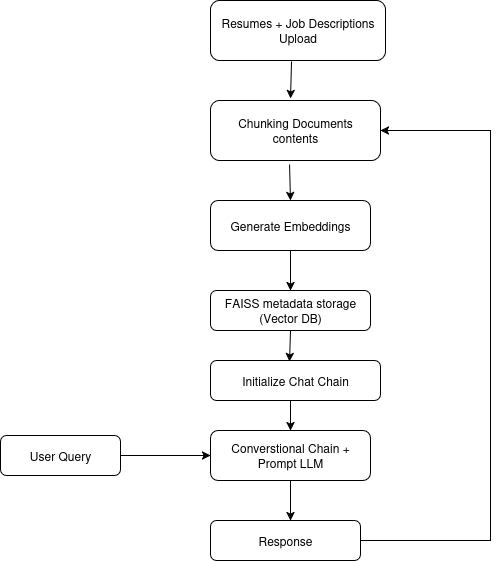 Resumes + Job Descriptions
Upload
Chunking Documents
contents
Generate Embeddings
FAISS metadata storage
(Vector DB)
Initialize Chat Chain
User Query
Converstional Chain +
Prompt LLM
Response